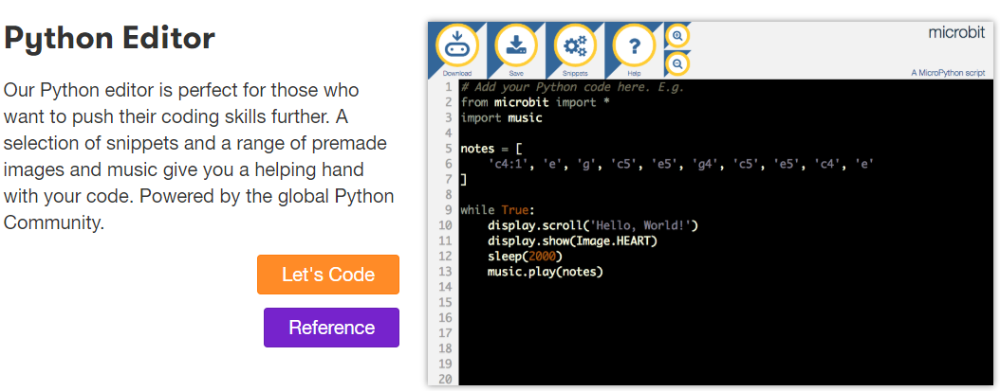 Python Editor
Our Python editor is perfect for those who
want to push their coding skills further. A
selection of snippets and a range of premade
images and music give you a helping hand
with your code. Powered by the global Python
Community.
Let's Code
Reference
Download
Save
Snippets
?
Help
microbit
A MicroPython script
1 # Add your Python code here. E.g.
2 from microbit import *
3 import music
4
5 notes = [
6     'c4:1', 'e', 'g', 'c5', 'e5', 'g4', 'c5', 'e5', 'c4', 'e'
7 ]
8
9 while True:
10     display.scroll('Hello, World!')
11     display.show(Image.HEART)
12     sleep(2000)
13     music.play(notes)
14
15
16
17
18
19
20